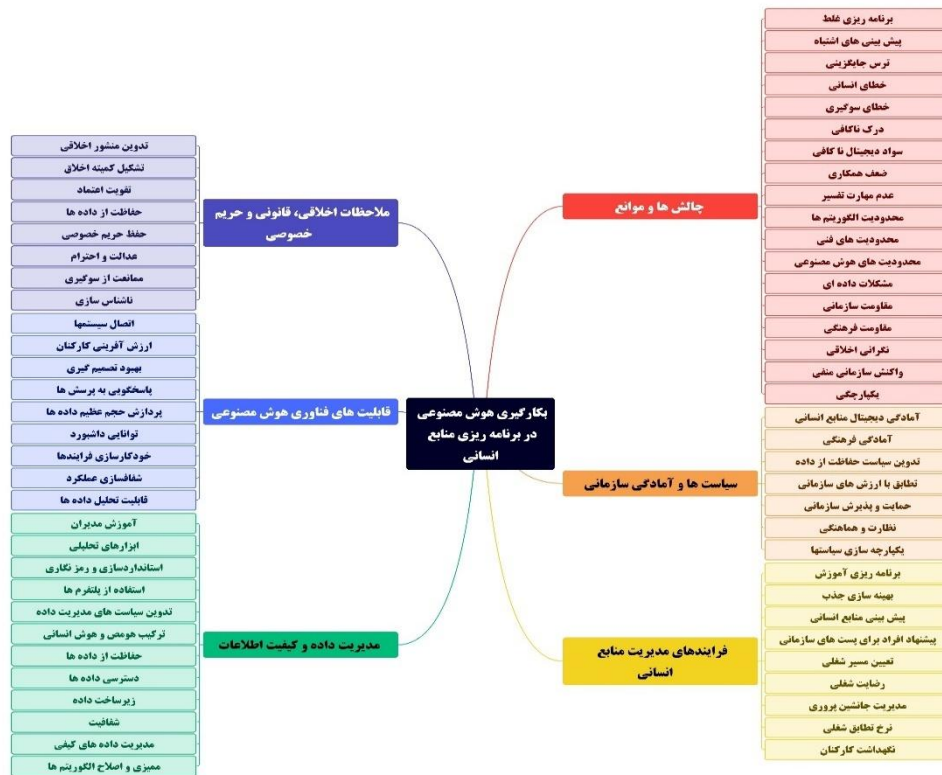 بکارگیری هوش مصنوعی
در برنامه ریزی منابع
انسانی
چالش ها و موانع
برنامه ریزی غلط
پیش بینی های اشتباه
ترس جایگزینی
خطای انسانی
خطای سوگیری
درک ناکافی
سواد دیجیتال نا کافی
ضعف همکاری
عدم مهارت تفسیر
محدودیت الگوریتم ها
محدودیت های فنی
محدودیت های هوش مصنوعی
مشکلات داده ای
مقاومت سازمانی
مقاومت فرهنگی
نگرانی اخلاقی
واکنش سازمانی منفی
یکپارچگی
سیاست ها و آمادگی سازمانی
آمادگی دیجیتال منابع انسانی
آمادگی فرهنگی
تدوین سیاست حفاظت از داده
تطابق با ارزش های سازمانی
حمایت و پذیرش سازمانی
نظارت و هماهنگی
یکپارچه سازی سیاستها
فرایندهای مدیریت منابع
انسانی
برنامه ریزی آموزش
بهینه سازی جذب
پیش بینی منابع انسانی
پیشنهاد افراد برای پست های سازمانی
تعیین مسیر شغلی
رضایت شغلی
مدیریت جانشین پروری
نرخ تطابق شغلی
نگهداشت کارکنان
ملاحظات اخلاقی، قانونی و حریم
خصوصی
تدوین منشور اخلاقی
تشکیل کمیته اخلاق
تقویت اعتماد
حفاظت از داده ها
حفظ حریم خصوصی
عدالت و احترام
ممانعت از سوگیری
ناشناس سازی
قابلیت های فناوری هوش مصنوعی
اتصال سیستمها
ارزش آفرینی کارکنان
بهبود تصمیم گیری
پاسخگویی به پرسش ها
پردازش حجم عظیم داده ها
توانایی داشبورد
خودکارسازی فرایندها
شفافسازی عملکرد
قابلیت تحلیل داده ها
مدیریت داده و کیفیت اطلاعات
آموزش مدیران
ابزارهای تحلیلی
استانداردسازی و رمز نگاری
استفاده از پلتفرم ها
تدوین سیاست های مدیریت داده
ترکیب هومص و هوش انسانی
حفاظت از داده ها
دسترسی داده ها
زیرساخت داده
شفافیت
مدیریت داده های کیفی
ممیزی و اصلاح الگوریتم ها